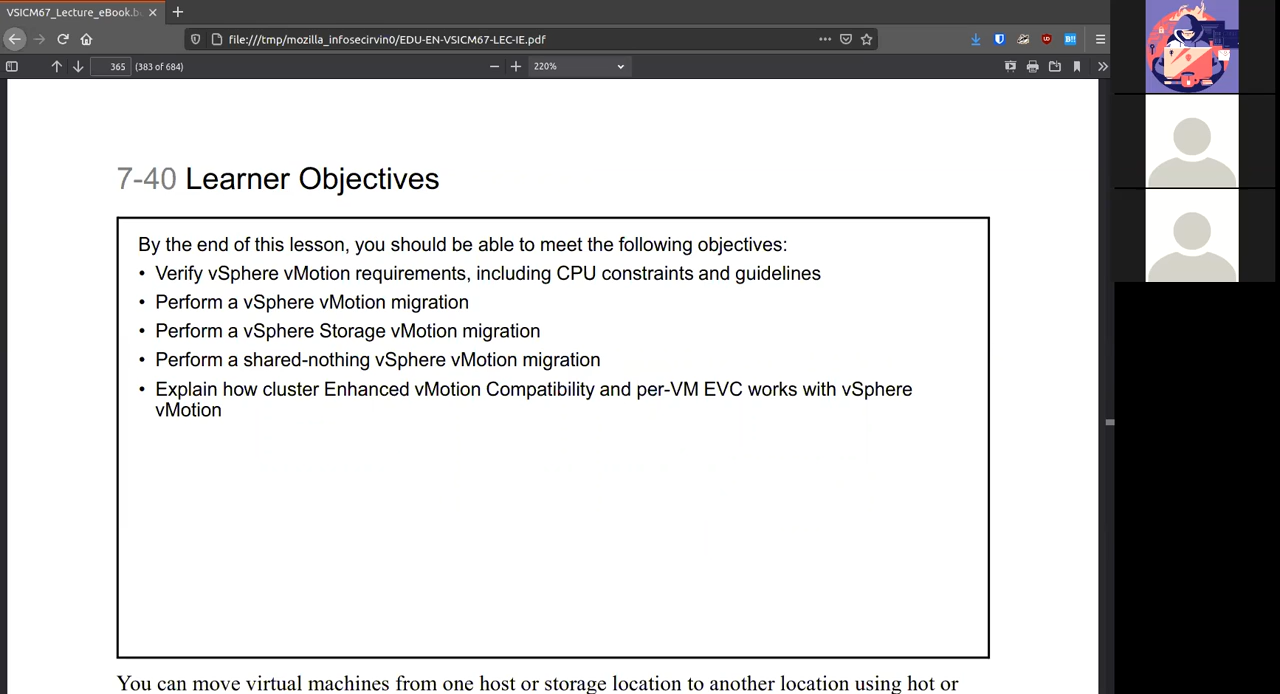 VSICM67_Lecture_eBook.b
file:///tmp/mozilla_infosecirvin0/EDU-EN-VSICM67-LEC-IE.pdf
365 (383 of 684) 220%
7-40 Learner Objectives
By the end of this lesson, you should be able to meet the following objectives:
• Verify vSphere vMotion requirements, including CPU constraints and guidelines
• Perform a vSphere vMotion migration
• Perform a vSphere Storage vMotion migration
• Perform a shared-nothing vSphere vMotion migration
• Explain how cluster Enhanced vMotion Compatibility and per-VM EVC works with vSphere
vMotion
You can move virtual machines from one host or storage location to another location using hot or